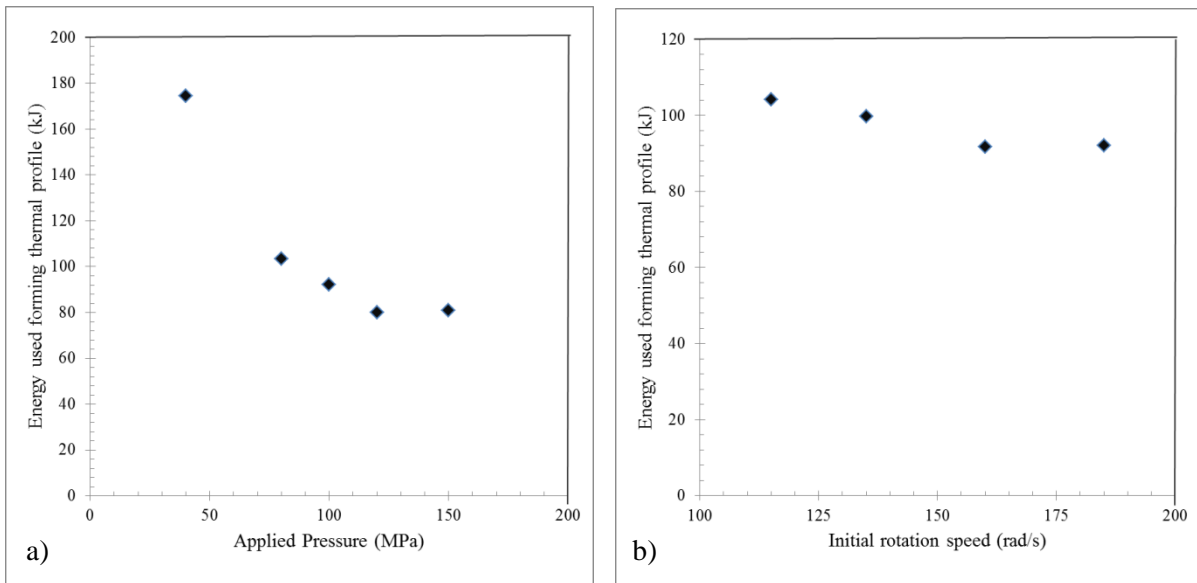 Energy used forming thermal profile (kJ)
200
180
160
140
120
100
80
60
40
20
0
0 50 100 150 200
Applied Pressure (MPa)
a)
Energy used forming thermal profile (kJ)
120
100
80
60
40
20
0
100 125 150 175 200
Initial rotation speed (rad/s)
b)